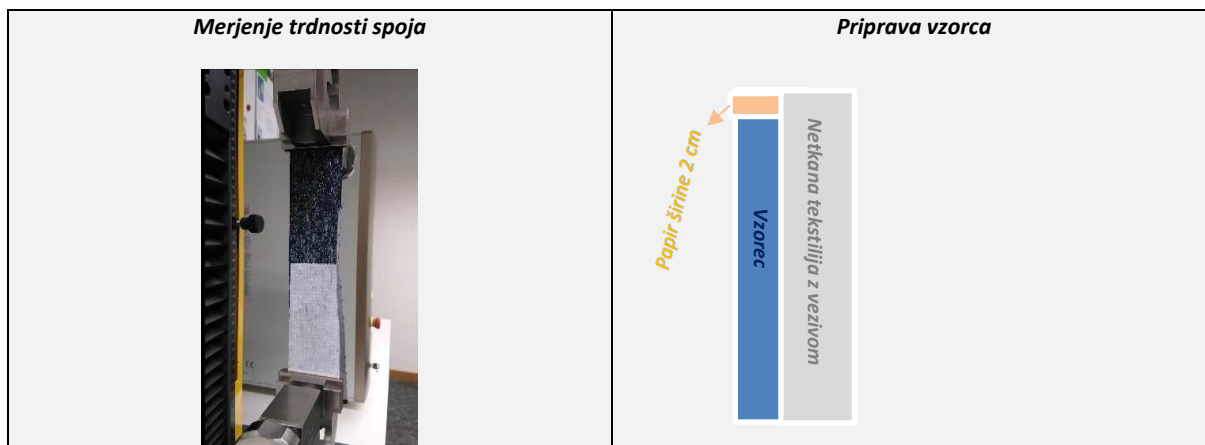 Merjenje trdnosti spoja
Priprava vzorca
Papir širine 2 cm
Vzorec
Netkana tekstilija z vezivom